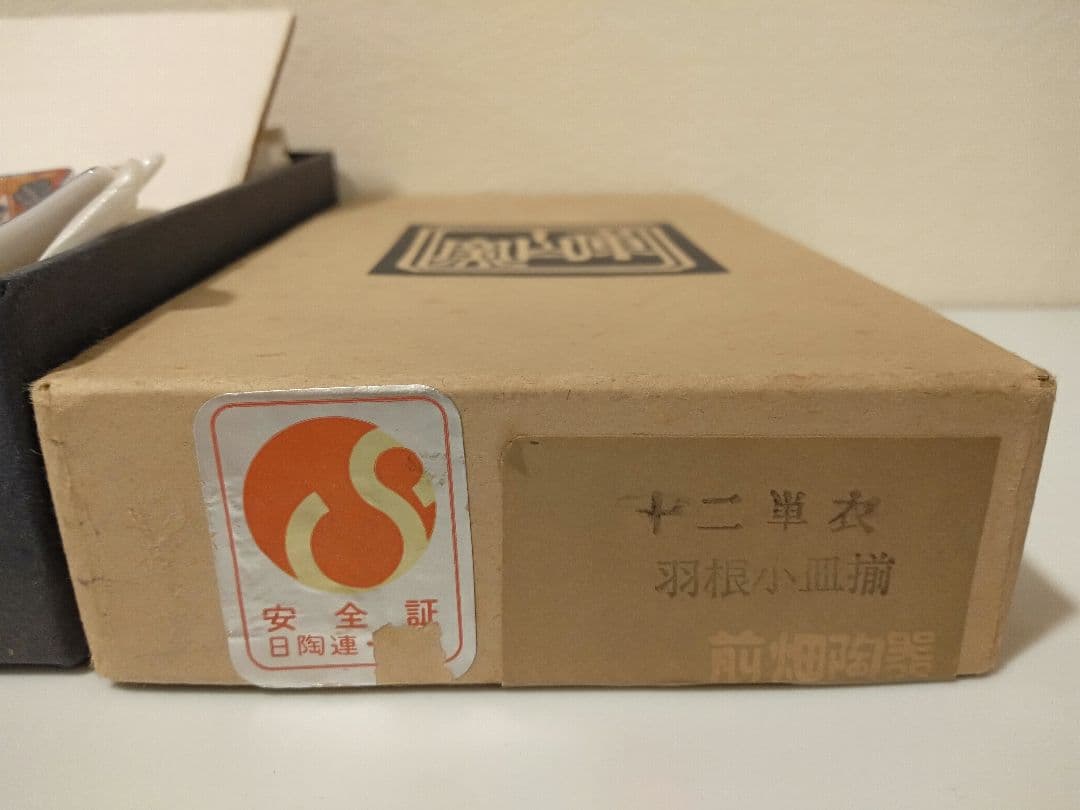 安全証
日陶連
十二単衣
羽根小皿揃
前畑陶器